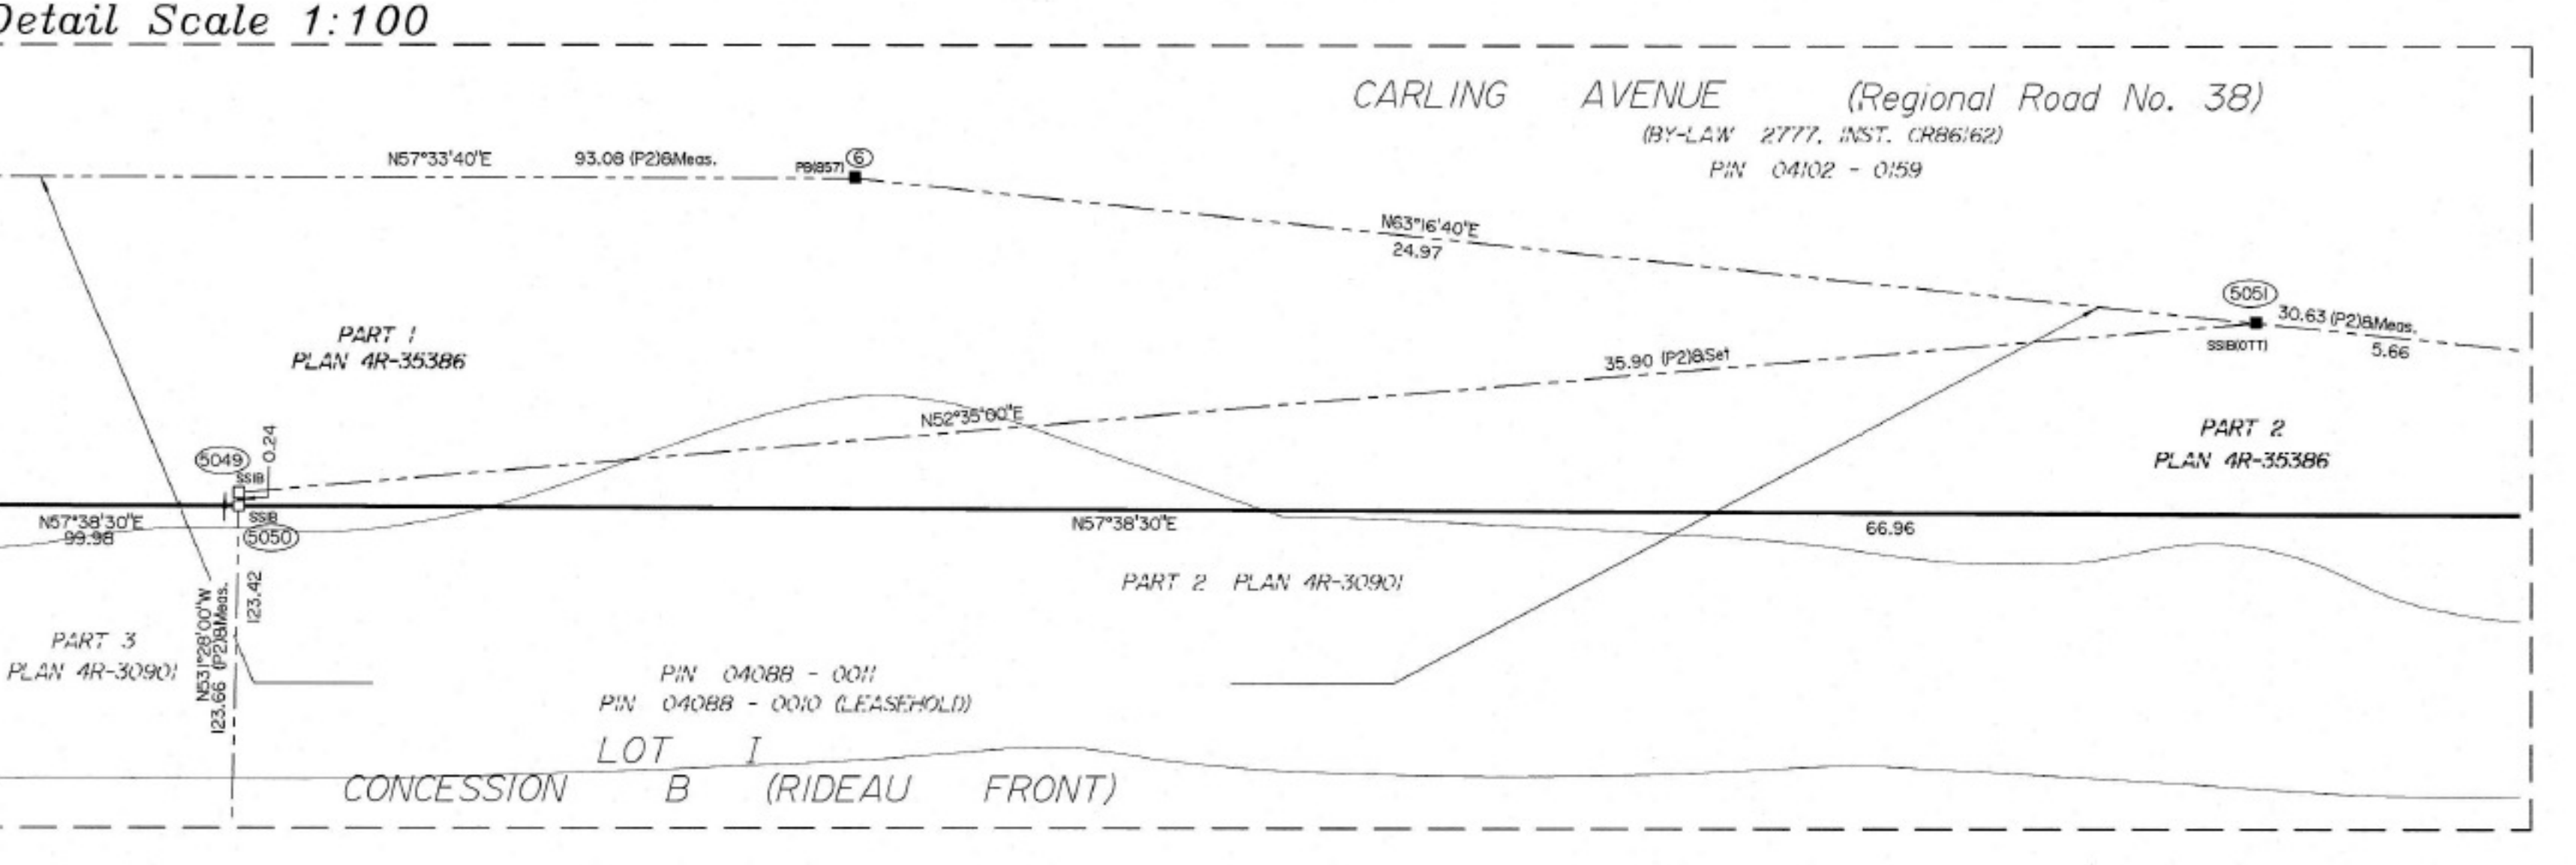 Detail Scale 1:100
CARLING AVENUE (Regional Road No. 38)
(BY-LAW 2777, INST. CR86162)
PIN 04102 - 0159
N57°33'40"E 93.08 (P2)&Meas.
PB(857) 6
N63°16'40"E
24.97
5051
30.63 (P2)&Meas.
SSIB(OTT)
5.66
PART 1
PLAN 4R-35386
35.90 (P2)&Set
N52°35'00"E
PART 2
PLAN 4R-35386
5049
0.24
SSIB
SSIB
5050
N57°38'30"E
99.98
N57°38'30"E
66.96
PART 2 PLAN 4R-30901
N531°28'00"W
123.66 (P2)&Meas.
123.42
PART 3
PLAN 4R-30901
PIN 04088 - 0011
PIN 04088 - 0010 (LEASEHOLD)
LOT I
CONCESSION B (RIDEAU FRONT)